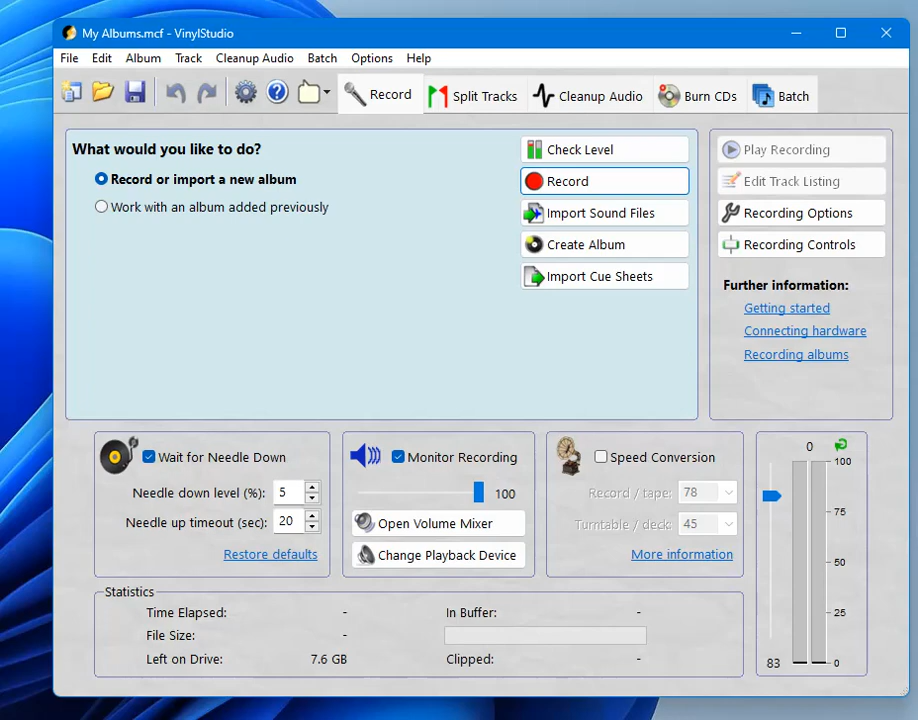 My Albums.mcf - VinylStudio
File Edit Album Track Cleanup Audio Batch Options Help
Record Split Tracks Cleanup Audio Burn CDs Batch
What would you like to do?
Record or import a new album
Work with an album added previously
Check Level
Record
Import Sound Files
Create Album
Import Cue Sheets
Play Recording
Edit Track Listing
Recording Options
Recording Controls
Further information:
Getting started
Connecting hardware
Recording albums
Wait for Needle Down
Needle down level (%): 5
Needle up timeout (sec): 20
Restore defaults
Monitor Recording
100
Open Volume Mixer
Change Playback Device
Speed Conversion
Record / tape: 78
Turntable / deck: 45
More information
0
100
75
50
25
0
83
Statistics
Time Elapsed: -
File Size: -
Left on Drive: 7.6 GB
In Buffer: -
Clipped: -